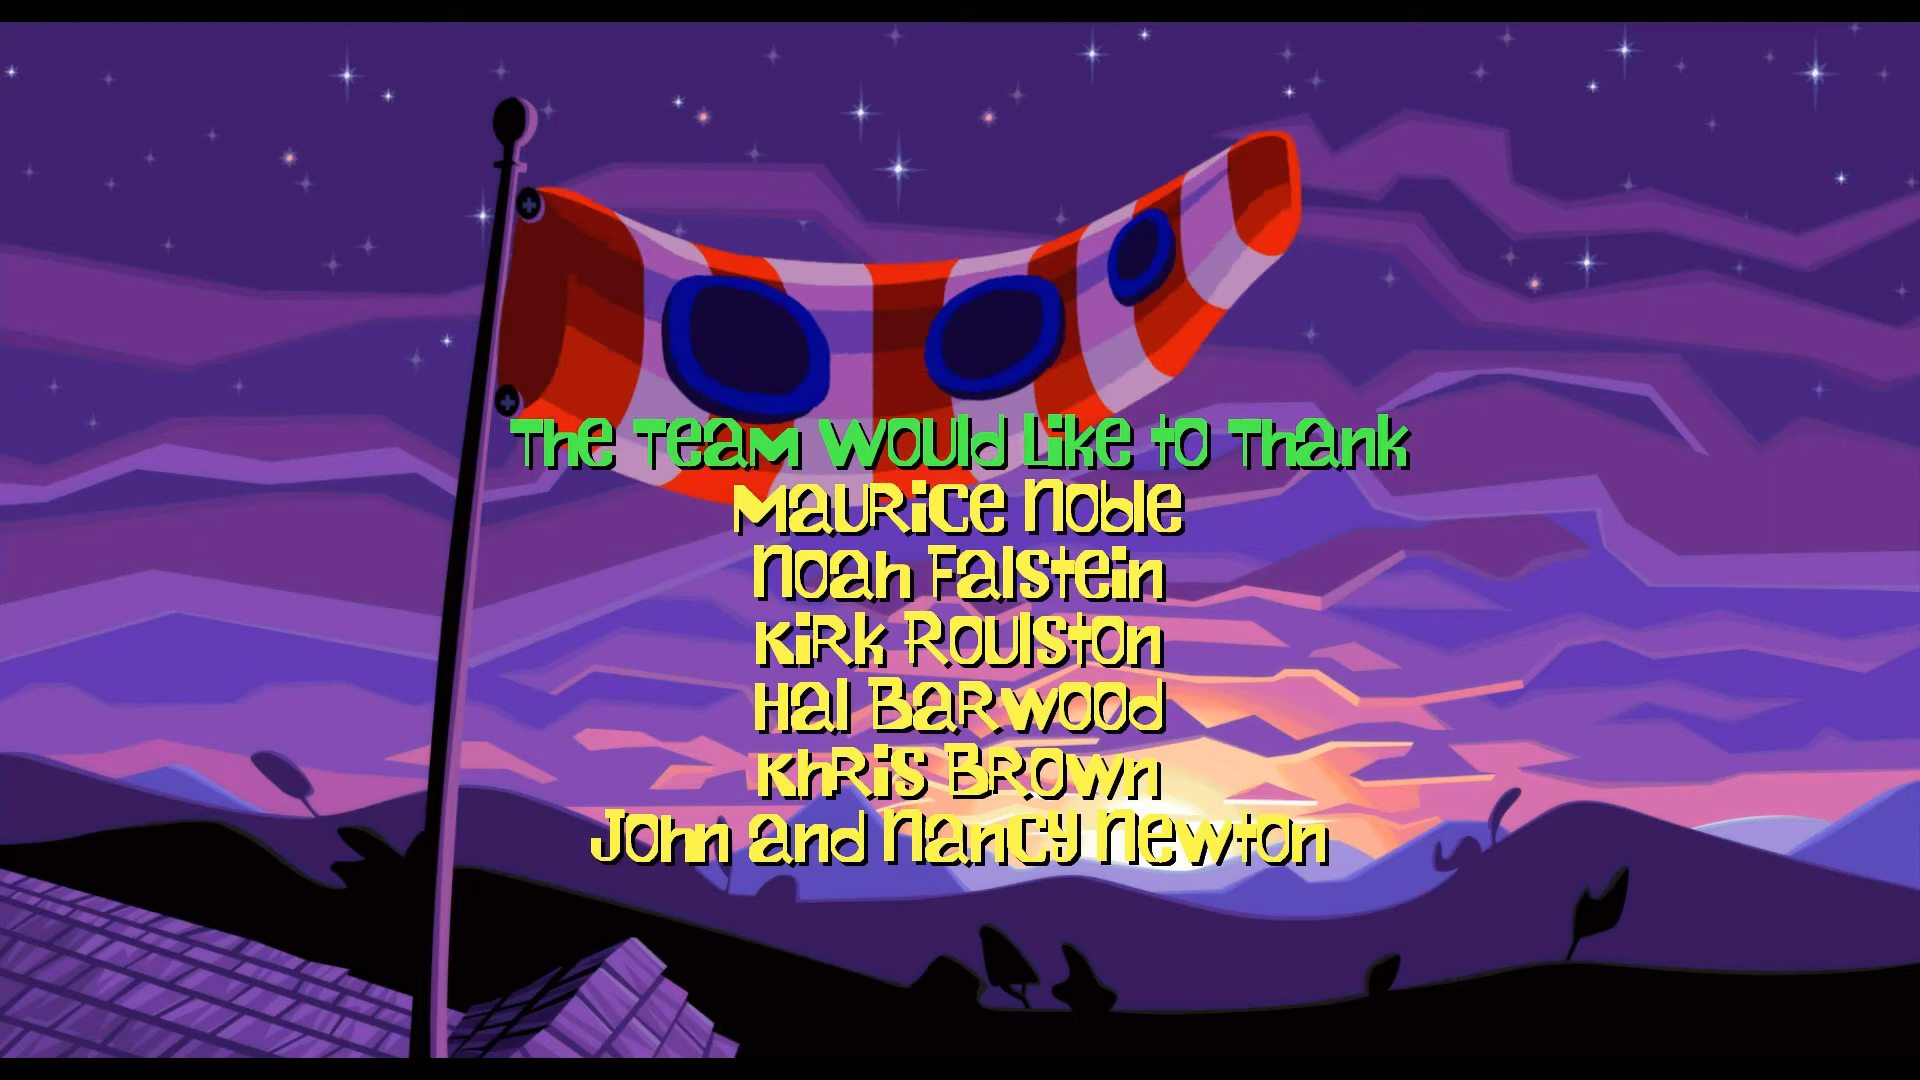 The Team Would Like to Thank
Maurice Noble
Noah Falstein
Kirk Roulston
Hal Barwood
Khris Brown
John and Nancy Newton